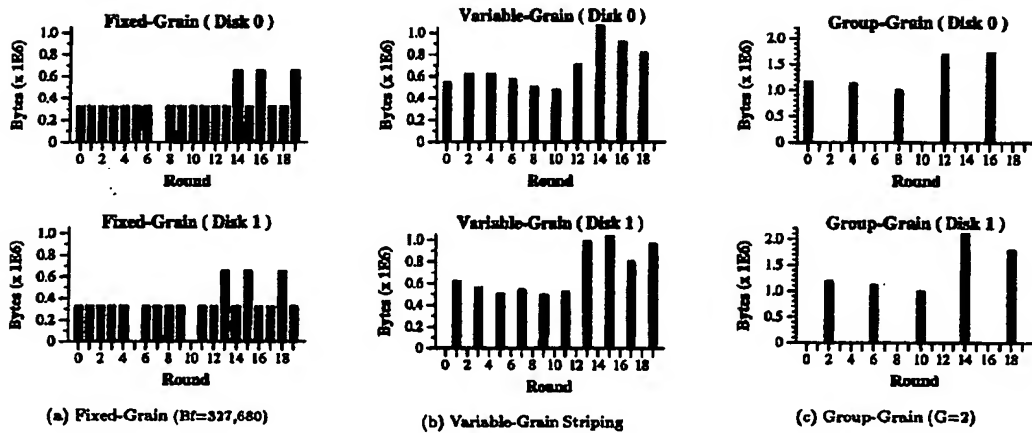 Fixed-Grain ( Disk 0 )
Bytes (x 1E6)
1.0
0.8
0.6
0.4
0.2
0
0 2 4 6 8 10 12 14 16 18
Round
Fixed-Grain ( Disk 1 )
Bytes (x 1E6)
1.0
0.8
0.6
0.4
0.2
0
0 2 4 6 8 10 12 14 16 18
Round
(a) Fixed-Grain (Bf=327,680)
Variable-Grain ( Disk 0 )
Bytes (x 1E6)
1.0
0.8
0.6
0.4
0.2
0
0 2 4 6 8 10 12 14 16 18
Round
Variable-Grain ( Disk 1 )
Bytes (x 1E6)
1.0
0.8
0.6
0.4
0.2
0
0 2 4 6 8 10 12 14 16 18
Round
(b) Variable-Grain Striping
Group-Grain ( Disk 0 )
Bytes (x 1E6)
2.0
1.5
1.0
0.5
0
0 2 4 6 8 10 12 14 16 18
Round
Group-Grain ( Disk 1 )
Bytes (x 1E6)
2.0
1.5
1.0
0.5
0
0 2 4 6 8 10 12 14 16 18
Round
(c) Group-Grain (G=2)